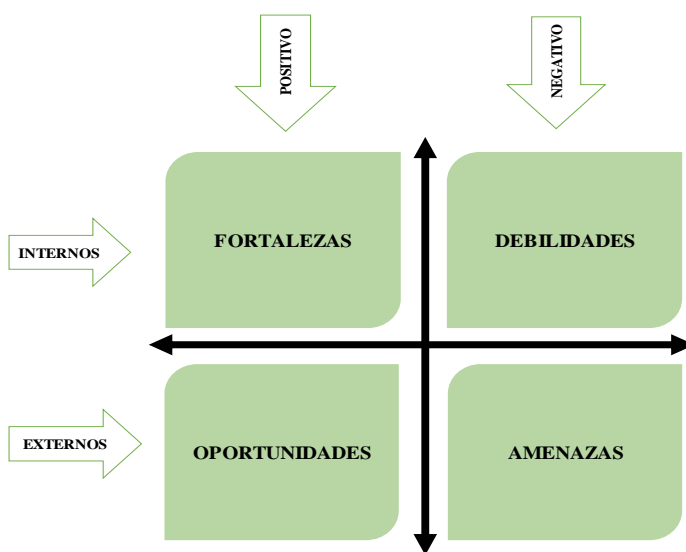 POSITIVO
NEGATIVO
INTERNOS
FORTALEZAS
DEBILIDADES
EXTERNOS
OPORTUNIDADES
AMENAZAS